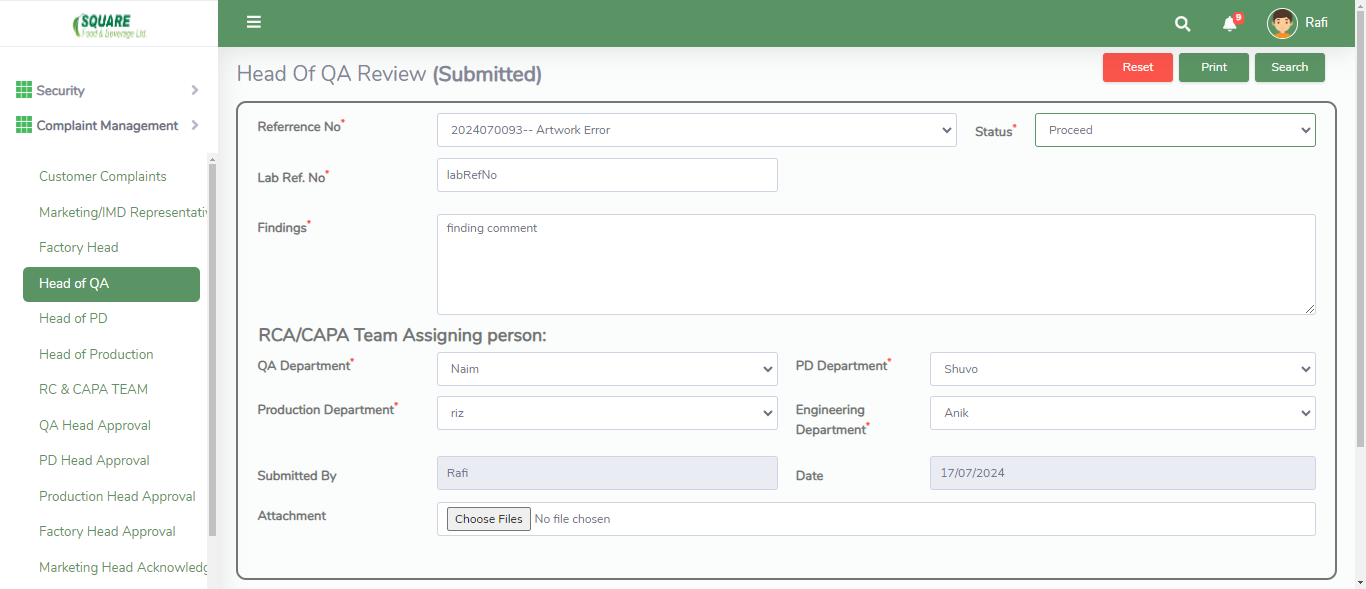 SQUARE
Food & Beverage Ltd.
9
Rafi
Head Of QA Review (Submitted)
Reset
Print
Search
Security
Complaint Management
Customer Complaints
Marketing/IMD Representativ
Factory Head
Head of QA
Head of PD
Head of Production
RC & CAPA TEAM
QA Head Approval
PD Head Approval
Production Head Approval
Factory Head Approval
Marketing Head Acknowledg
Referrence No*
2024070093-- Artwork Error
Status*
Proceed
Lab Ref. No*
labRefNo
Findings*
finding comment
RCA/CAPA Team Assigning person:
QA Department*
Naim
PD Department*
Shuvo
Production Department*
riz
Engineering
Department*
Anik
Submitted By
Rafi
Date
17/07/2024
Attachment
Choose Files No file chosen